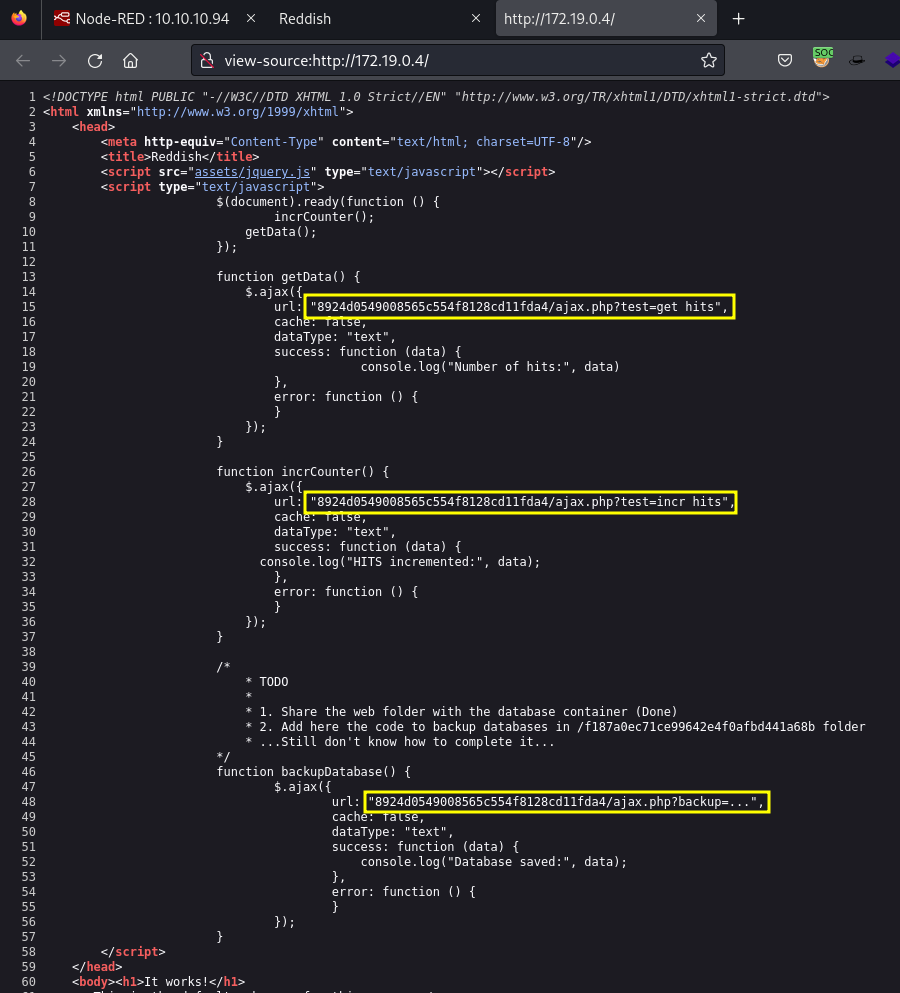 Node-RED : 10.10.10.94 × Reddish × http://172.19.0.4/ × +
SOC
view-source:http://172.19.0.4/
1 <!DOCTYPE html PUBLIC "-//W3C//DTD XHTML 1.0 Strict//EN" "http://www.w3.org/TR/xhtml1/DTD/xhtml1-strict.dtd">
2 <html xmlns="http://www.w3.org/1999/xhtml">
3 <head>
4 <meta http-equiv="Content-Type" content="text/html; charset=UTF-8"/>
5 <title>Reddish</title>
6 <script src="assets/jquery.js" type="text/javascript"></script>
7 <script type="text/javascript">
8 $(document).ready(function () {
9 incrCounter();
10 getData();
11 });
12
13 function getData() {
14 $.ajax({
15 url: "8924d0549008565c554f8128cd11fda4/ajax.php?test=get hits",
16 cache: false,
17 dataType: "text",
18 success: function (data) {
19 console.log("Number of hits:", data)
20 },
21 error: function () {
22 }
23 });
24 }
25
26 function incrCounter() {
27 $.ajax({
28 url: "8924d0549008565c554f8128cd11fda4/ajax.php?test=incr hits",
29 cache: false,
30 dataType: "text",
31 success: function (data) {
32 console.log("HITS incremented:", data);
33 },
34 error: function () {
35 }
36 });
37 }
38
39 /*
40 * TODO
41 *
42 * 1. Share the web folder with the database container (Done)
43 * 2. Add here the code to backup databases in /f187a0ec71ce99642e4f0afbd441a68b folder
44 * ...Still don't know how to complete it...
45 */
46 function backupDatabase() {
47 $.ajax({
48 url: "8924d0549008565c554f8128cd11fda4/ajax.php?backup=...",
49 cache: false,
50 dataType: "text",
51 success: function (data) {
52 console.log("Database saved:", data);
53 },
54 error: function () {
55 }
56 });
57 }
58 </script>
59 </head>
60 <body><h1>It works!</h1>